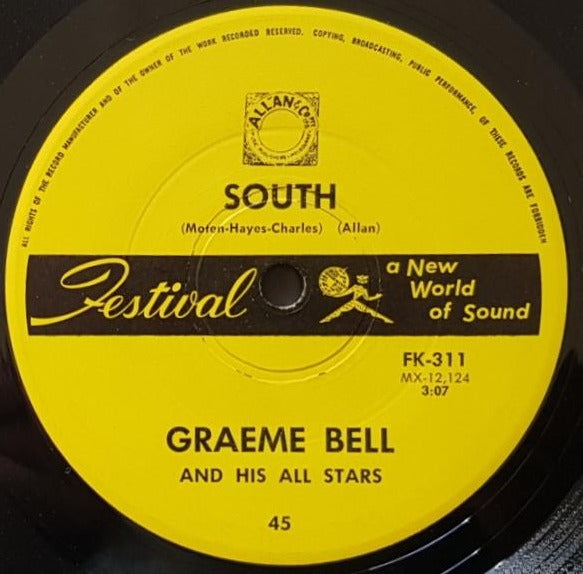 ALL RIGHTS OF THE RECORD MANUFACTURER AND OF THE OWNER OF THE WORK RECORDED RESERVED. COPYING, BROADCASTING, PUBLIC PERFORMANCE, OF THESE RECORDS ARE FORBIDDEN
ALLAN & CO
SOUTH
(Moten-Hayes-Charles) (Allan)
Festival
a New
World
of Sound
FK-311
MX-12,124
3:07
GRAEME BELL
AND HIS ALL STARS
45